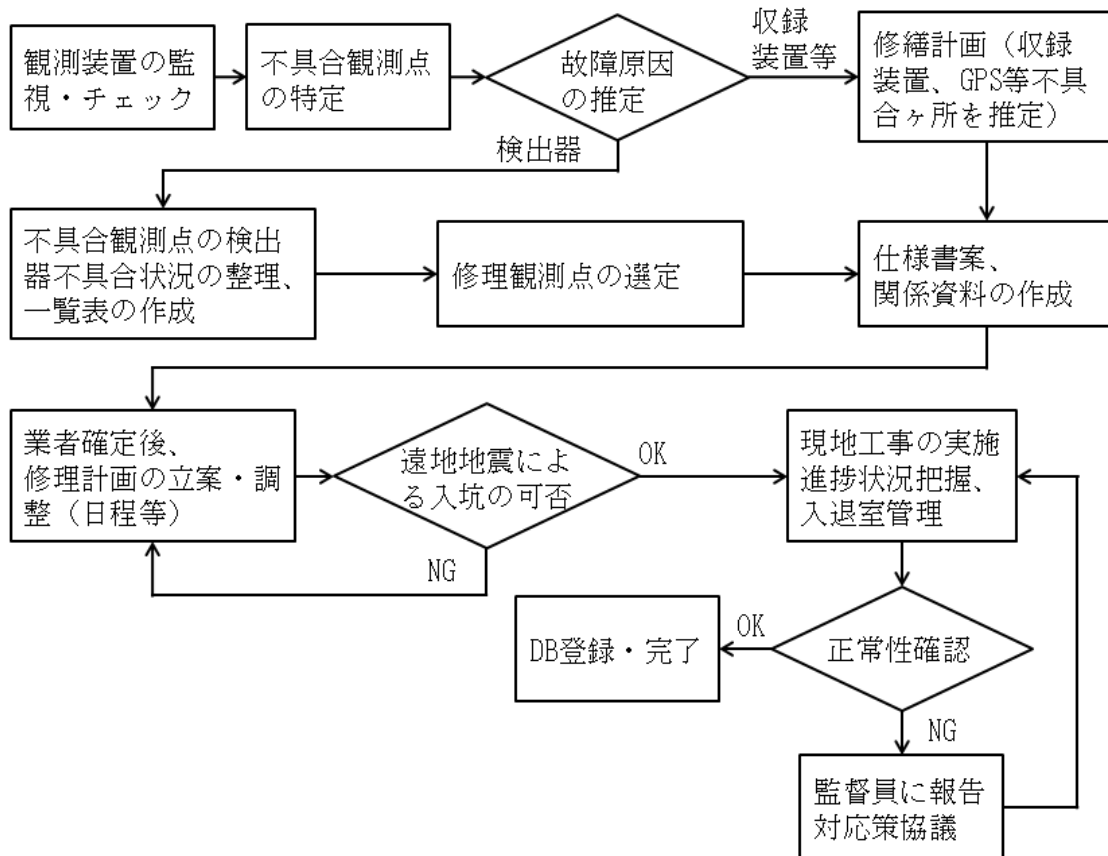 観測装置の監
視・チェック
不具合観測点
の特定
故障原因
の推定
収録
装置等
修繕計画（収録
装置、GPS等不具
合ヶ所を推定）
検出器
不具合観測点の検出
器不具合状況の整理、
一覧表の作成
修理観測点の選定
仕様書案、
関係資料の作成
業者確定後、
修理計画の立案・調
整（日程等）
遠地地震によ
る入坑の可否
OK
NG
現地工事の実施
進捗状況把握、
入退室管理
正常性確認
OK
DB登録・完了
NG
監督員に報告
対応策協議